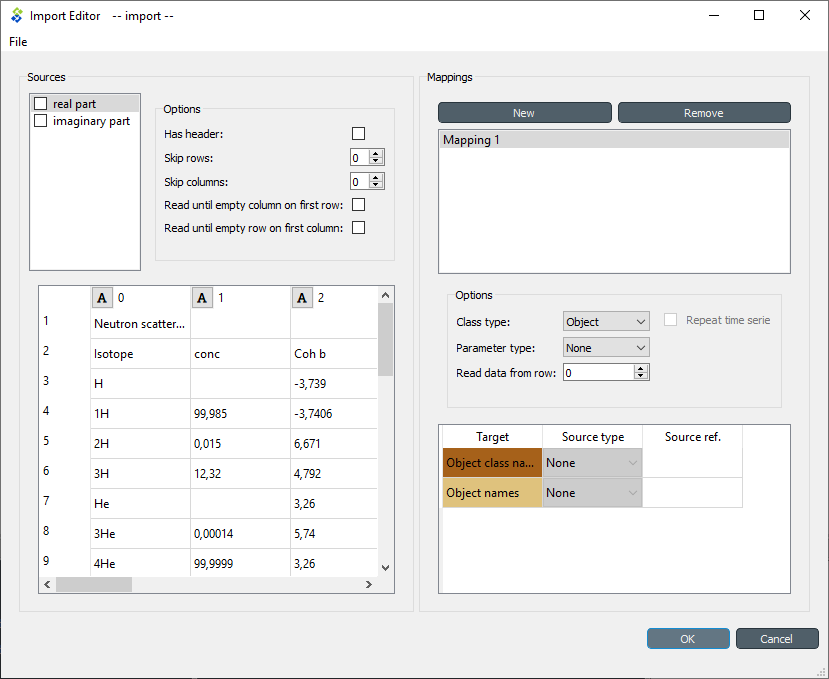 Import Editor -- import --
File
Sources
real part
imaginary part
Options
Has header:
Skip rows: 0
Skip columns: 0
Read until empty column on first row:
Read until empty row on first column:
A 0 A 1 A 2
1 Neutron scatter...
2 Isotope conc Coh b
3 H -3,739
4 1H 99,985 -3,7406
5 2H 0,015 6,671
6 3H 12,32 4,792
7 He 3,26
8 3He 0,00014 5,74
9 4He 99,9999 3,26
Mappings
New Remove
Mapping 1
Options
Class type: Object Repeat time serie
Parameter type: None
Read data from row: 0
Target Source type Source ref.
Object class na... None
Object names None
OK Cancel